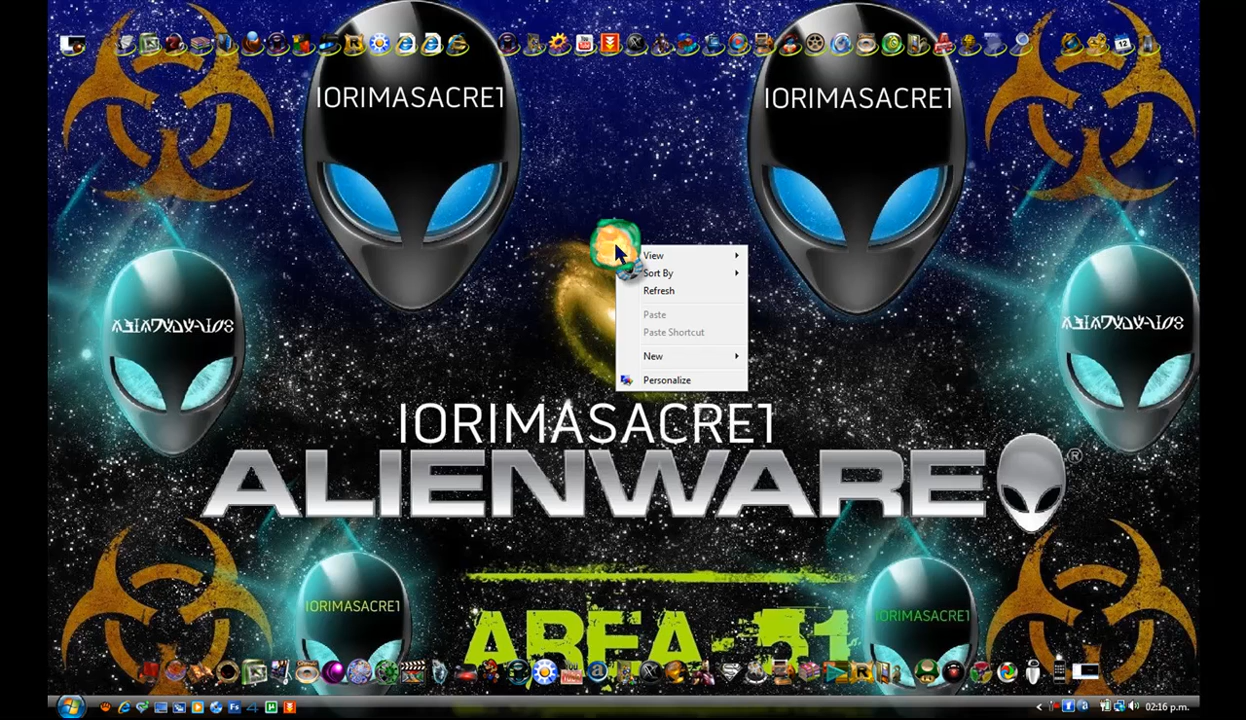 IORIMASACRE1
IORIMASACRE1
View
Sort By
Refresh
Paste
Paste Shortcut
New
Personalize
IORIMASACRE1
ALIENWARE®
IORIMASACRE1
IORIMASACRE1
AREA-51
02:16 p.m.